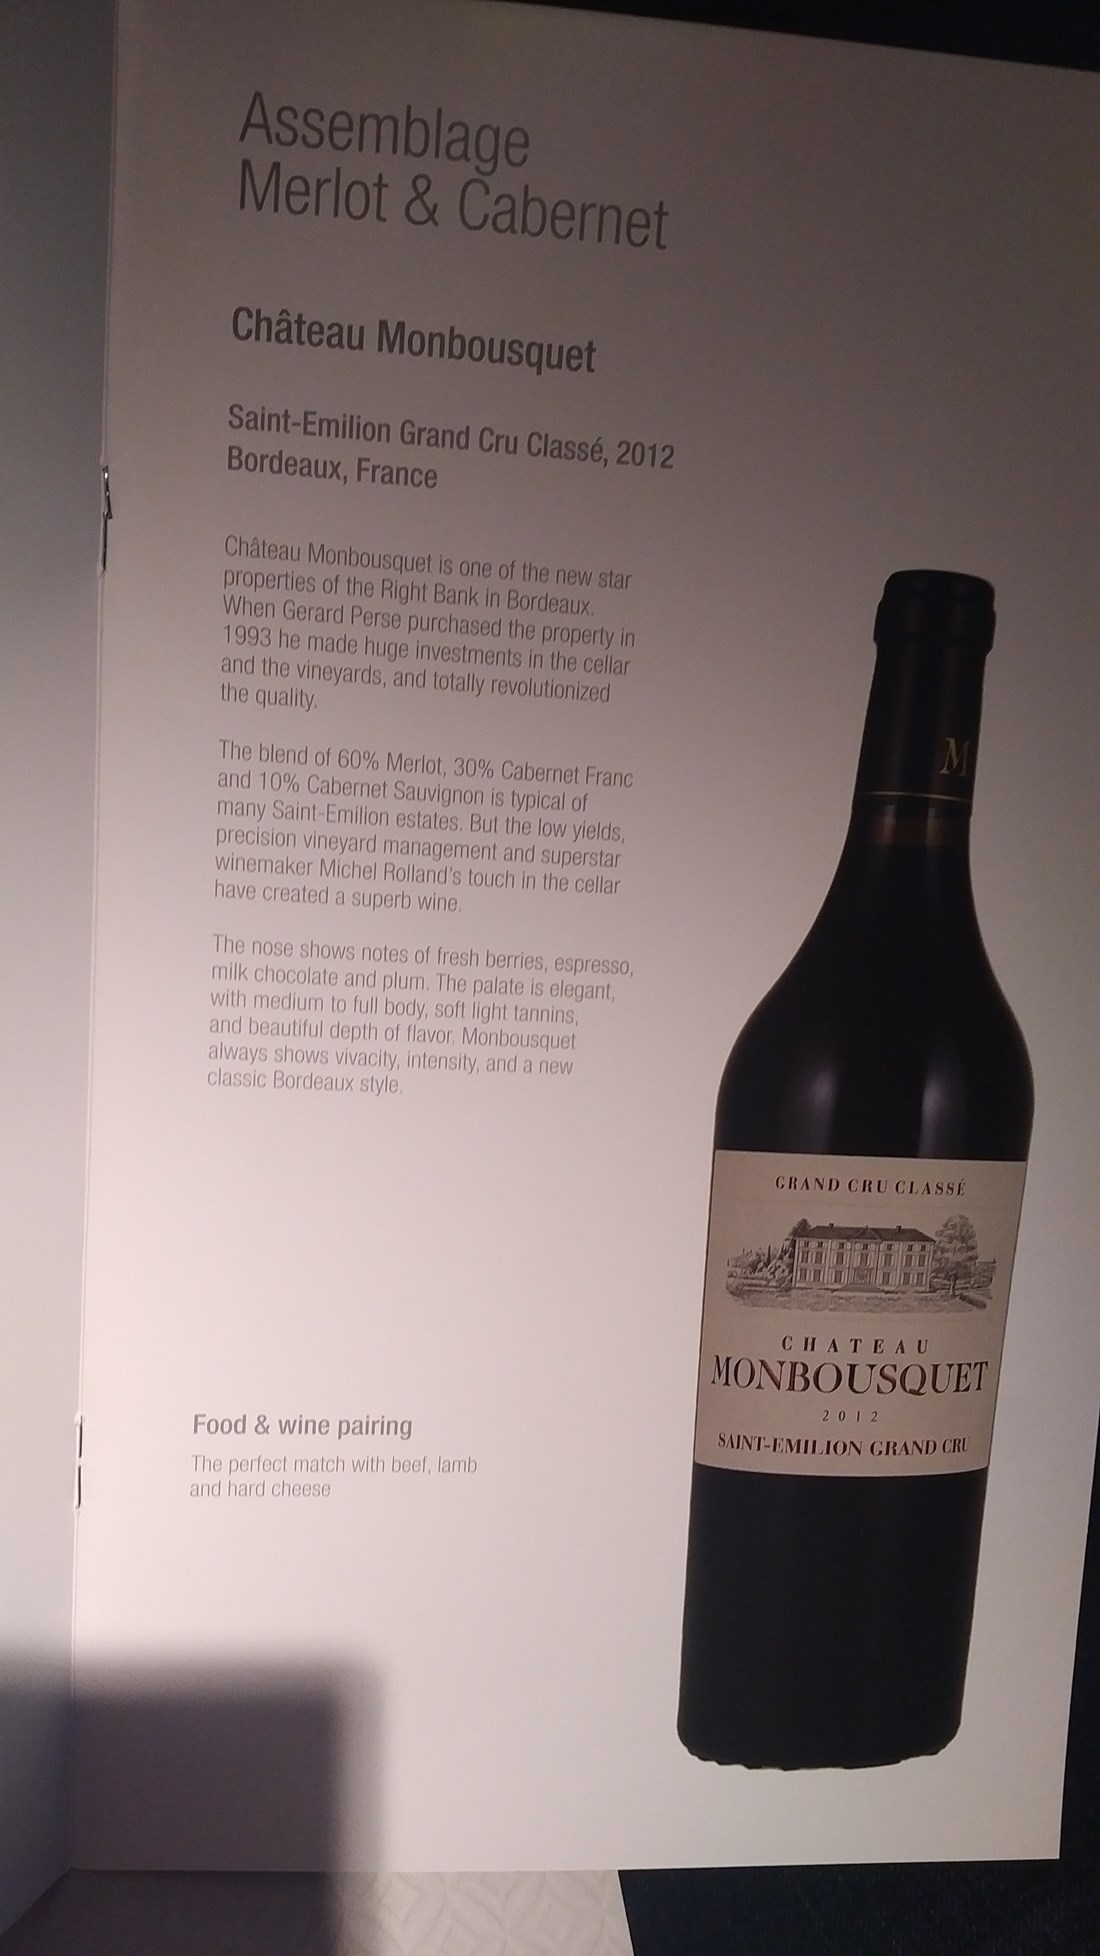 Assemblage
Merlot & Cabernet
Château Monbousquet
Saint-Emilion Grand Cru Classé, 2012
Bordeaux, France
Château Monbousquet is one of the new star
properties of the Right Bank in Bordeaux.
When Gerard Perse purchased the property in
1993 he made huge investments in the cellar
and the vineyards, and totally revolutionized
the quality.
The blend of 60% Merlot, 30% Cabernet Franc
and 10% Cabernet Sauvignon is typical of
many Saint-Emilion estates. But the low yields,
precision vineyard management and superstar
winemaker Michel Rolland's touch in the cellar
have created a superb wine.
The nose shows notes of fresh berries, espresso,
milk chocolate and plum. The palate is elegant,
with medium to full body, soft light tannins,
and beautiful depth of flavor. Monbousquet
always shows vivacity, intensity, and a new
classic Bordeaux style.
Food & wine pairing
The perfect match with beef, lamb
and hard cheese
M
GRAND CRU CLASSÉ
CHATEAU
MONBOUSQUET
2012
SAINT-EMILION GRAND CRU